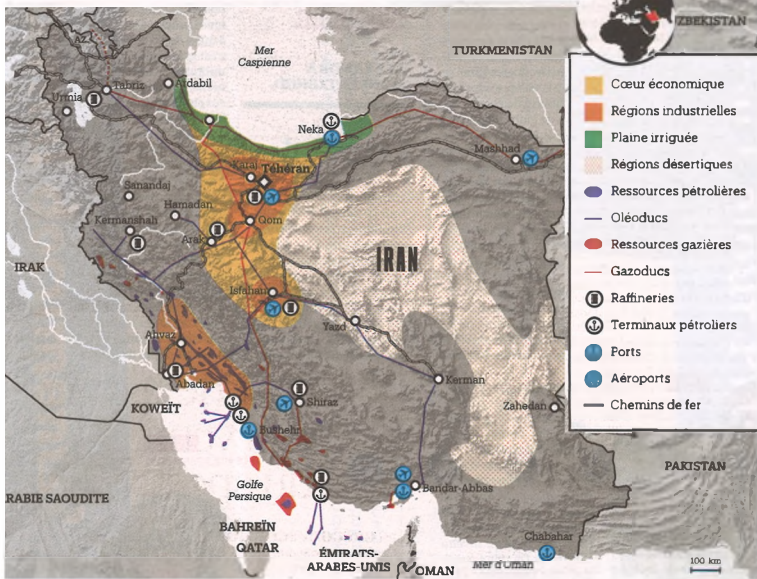 UZBEKISTAN
Mer
Caspienne
TURKMENISTAN
Az.
Tabriz
Ardabil
Urmia
Neka
Mashhad
Karaj
Téhéran
Sanandaj
Hamadan
Kermanshah
Qom
Arak
IRAN
IRAK
Isfahan
Yazd
Ahvaz
Abadan
Kerman
KOWEÏT
Shiraz
Zahedan
Bushehr
PAKISTAN
Golfe
Persique
RABIE SAOUDITE
Bandar-Abbas
BAHREÏN
QATAR
Chabahar
ÉMIRATS-
ARABES-UNIS
OMAN
Mer d'Oman
100 km
Cœur économique
Régions industrielles
Plaine irriguée
Régions désertiques
Ressources pétrolières
Oléoducs
Ressources gazières
Gazoducs
Raffineries
Terminaux pétroliers
Ports
Aéroports
Chemins de fer